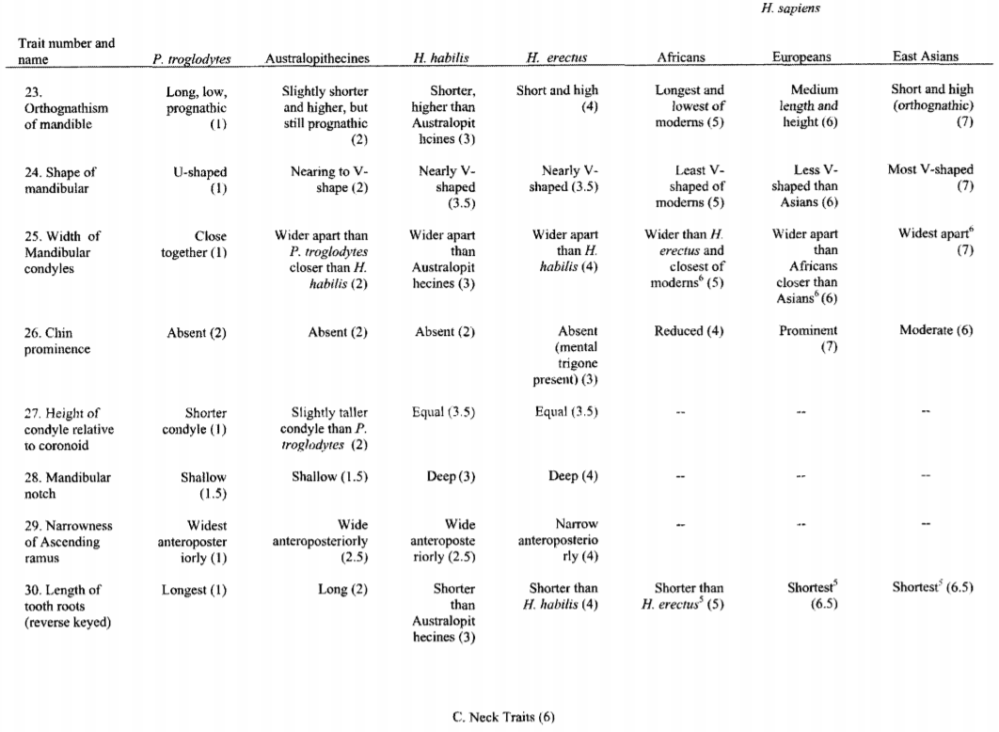 H. sapiens
Trait number and
name P. troglodytes Australopithecines H. habilis H. erectus Africans Europeans East Asians
23. Long, low, Slightly shorter Shorter, Short and high Longest and Medium Short and high
Orthognathism prognathic and higher, but higher than (4) lowest of length and (orthognathic)
of mandible (1) still prognathic Australopit moderns (5) height (6) (7)
(2) hcines (3)
24. Shape of U-shaped Nearing to V- Nearly V- Nearly V- Least V- Less V- Most V-shaped
mandibular (1) shape (2) shaped shaped (3.5) shaped of shaped than (7)
(3.5) moderns (5) Asians (6)
25. Width of Close Wider apart than Wider apart Wider apart Wider than H. Wider apart Widest apart⁶
Mandibular together (1) P. troglodytes than than H. erectus and than (7)
condyles closer than H. Australopit habilis (4) closest of Africans
habilis (2) hecines (3) moderns⁶ (5) closer than
Asians⁶ (6)
26. Chin Absent (2) Absent (2) Absent (2) Absent Reduced (4) Prominent Moderate (6)
prominence (mental (7)
trigone
present) (3)
27. Height of Shorter Slightly taller Equal (3.5) Equal (3.5) -- -- --
condyle relative condyle (1) condyle than P.
to coronoid troglodytes (2)
28. Mandibular Shallow Shallow (1.5) Deep (3) Deep (4) -- -- --
notch (1.5)
29. Narrowness Widest Wide Wide Narrow -- -- --
of Ascending anteroposter anteroposteriorly anteroposte anteroposterio
ramus iorly (1) (2.5) riorly (2.5) rly (4)
30. Length of Longest (1) Long (2) Shorter Shorter than Shorter than Shortest⁵ Shortest⁵ (6.5)
tooth roots than H. habilis (4) H. erectus⁵ (5) (6.5)
(reverse keyed) Australopit
hecines (3)
C. Neck Traits (6)